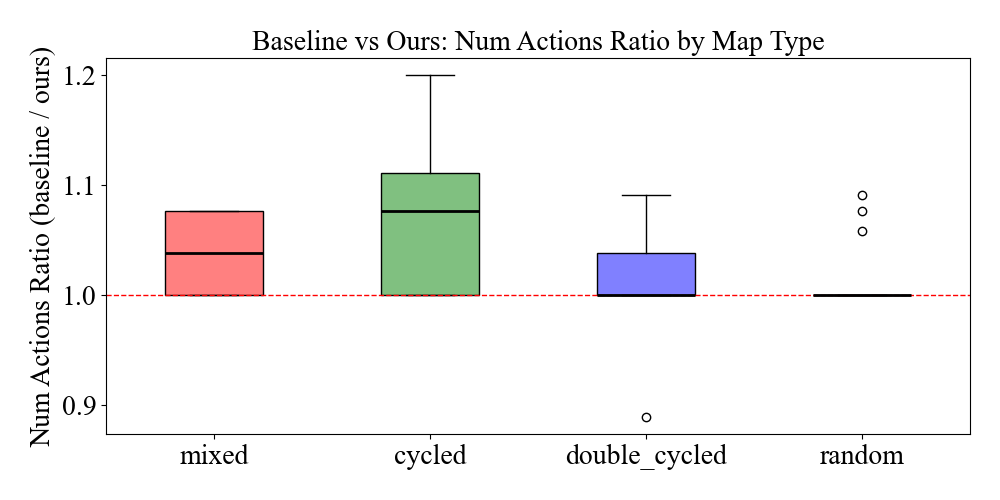 Baseline vs Ours: Num Actions Ratio by Map Type
Num Actions Ratio (baseline / ours)
1.2
1.1
1.0
0.9
mixed
cycled
double_cycled
random